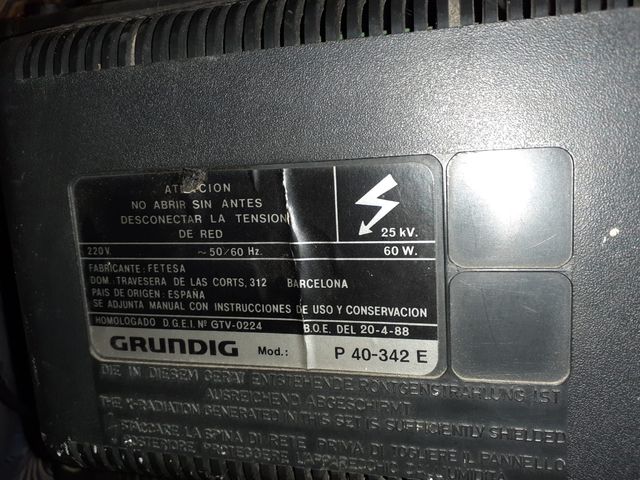 ATENCION
NO ABRIR SIN ANTES
DESCONECTAR LA TENSION
DE RED
25 kV.
220 V. ~ 50/60 Hz. 60 W.
FABRICANTE: FETESA
DOM: TRAVESERA DE LAS CORTS, 312 BARCELONA
PAIS DE ORIGEN: ESPAÑA
SE ADJUNTA MANUAL CON INSTRUCCIONES DE USO Y CONSERVACION
HOMOLOGADO D.G.E.I. Nº GTV-0224 B.O.E. DEL 20-4-88
GRUNDIG Mod.: P 40-342 E
DIE IN DIESEM GERÄT ENTSTEHENDE RÖNTGENSTRAHLUNG IST
AUSREICHEND ABGESCHIRMT
THE X-RADIATION GENERATED IN THIS SET IS SUFFICIENTLY SHIELDED
STACCARE LA SPINA DI RETE PRIMA DI TOGLIERE IL PANNELLO
POSTERIORE PROTEGGERE L'APPARECCHIO